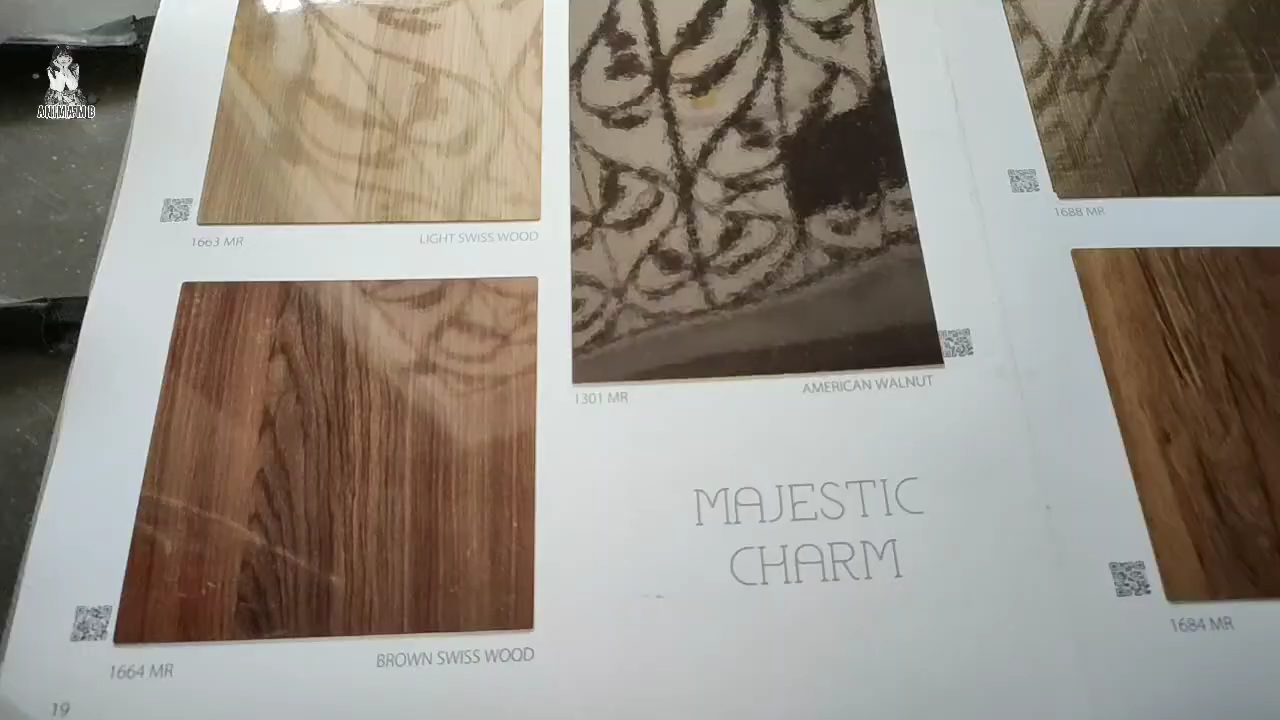 ANIMATMB
1663 MR
LIGHT SWISS WOOD
1688 MR
1301 MR
AMERICAN WALNUT
MAJESTIC
CHARM
1664 MR
BROWN SWISS WOOD
1684 MR
19